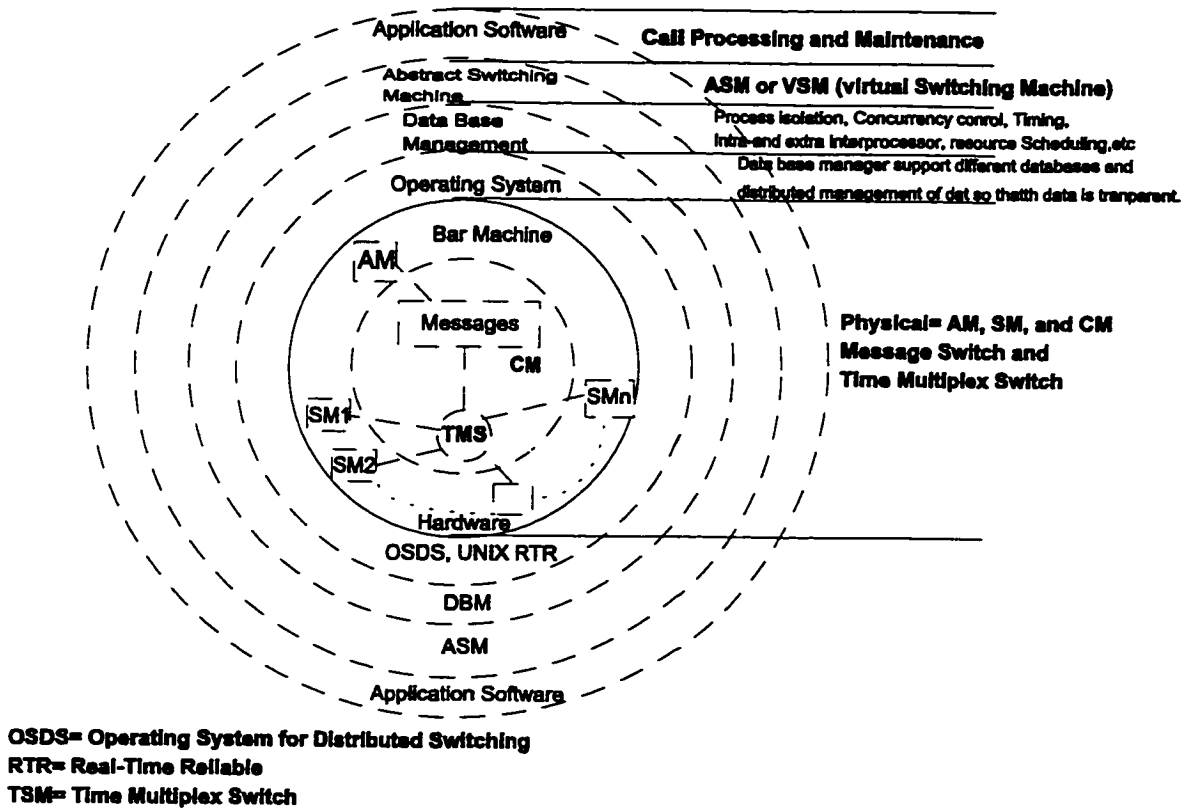 Application Software
Call Processing and Maintenance
Abstract Switching
Machine
ASM or VSM (virtual Switching Machine)
Data Base
Management
Process isolation, Concurrency conrol, Timing,
Intra-end extra Interprocessor, resource Scheduling,etc
Data base manager support different databases and
distributed management of dat so thatth data is tranparent.
Operating System
Bar Machine
AM
Messages
CM
Physical= AM, SM, and CM
Message Switch and
Time Multiplex Switch
SMn
SM1
TMS
SM2
Hardware
OSDS, UNIX RTR
DBM
ASM
Application Software
OSDS= Operating System for Distributed Switching
RTR= Real-Time Reliable
TSM= Time Multiplex Switch